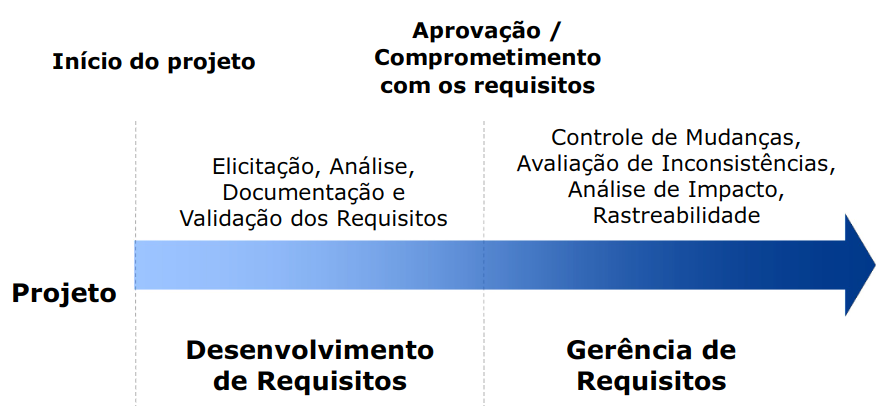 Início do projeto
Aprovação /
Comprometimento
com os requisitos
Elicitação, Análise,
Documentação e
Validação dos Requisitos
Controle de Mudanças,
Avaliação de Inconsistências,
Análise de Impacto,
Rastreabilidade
Projeto
Desenvolvimento
de Requisitos
Gerência de
Requisitos